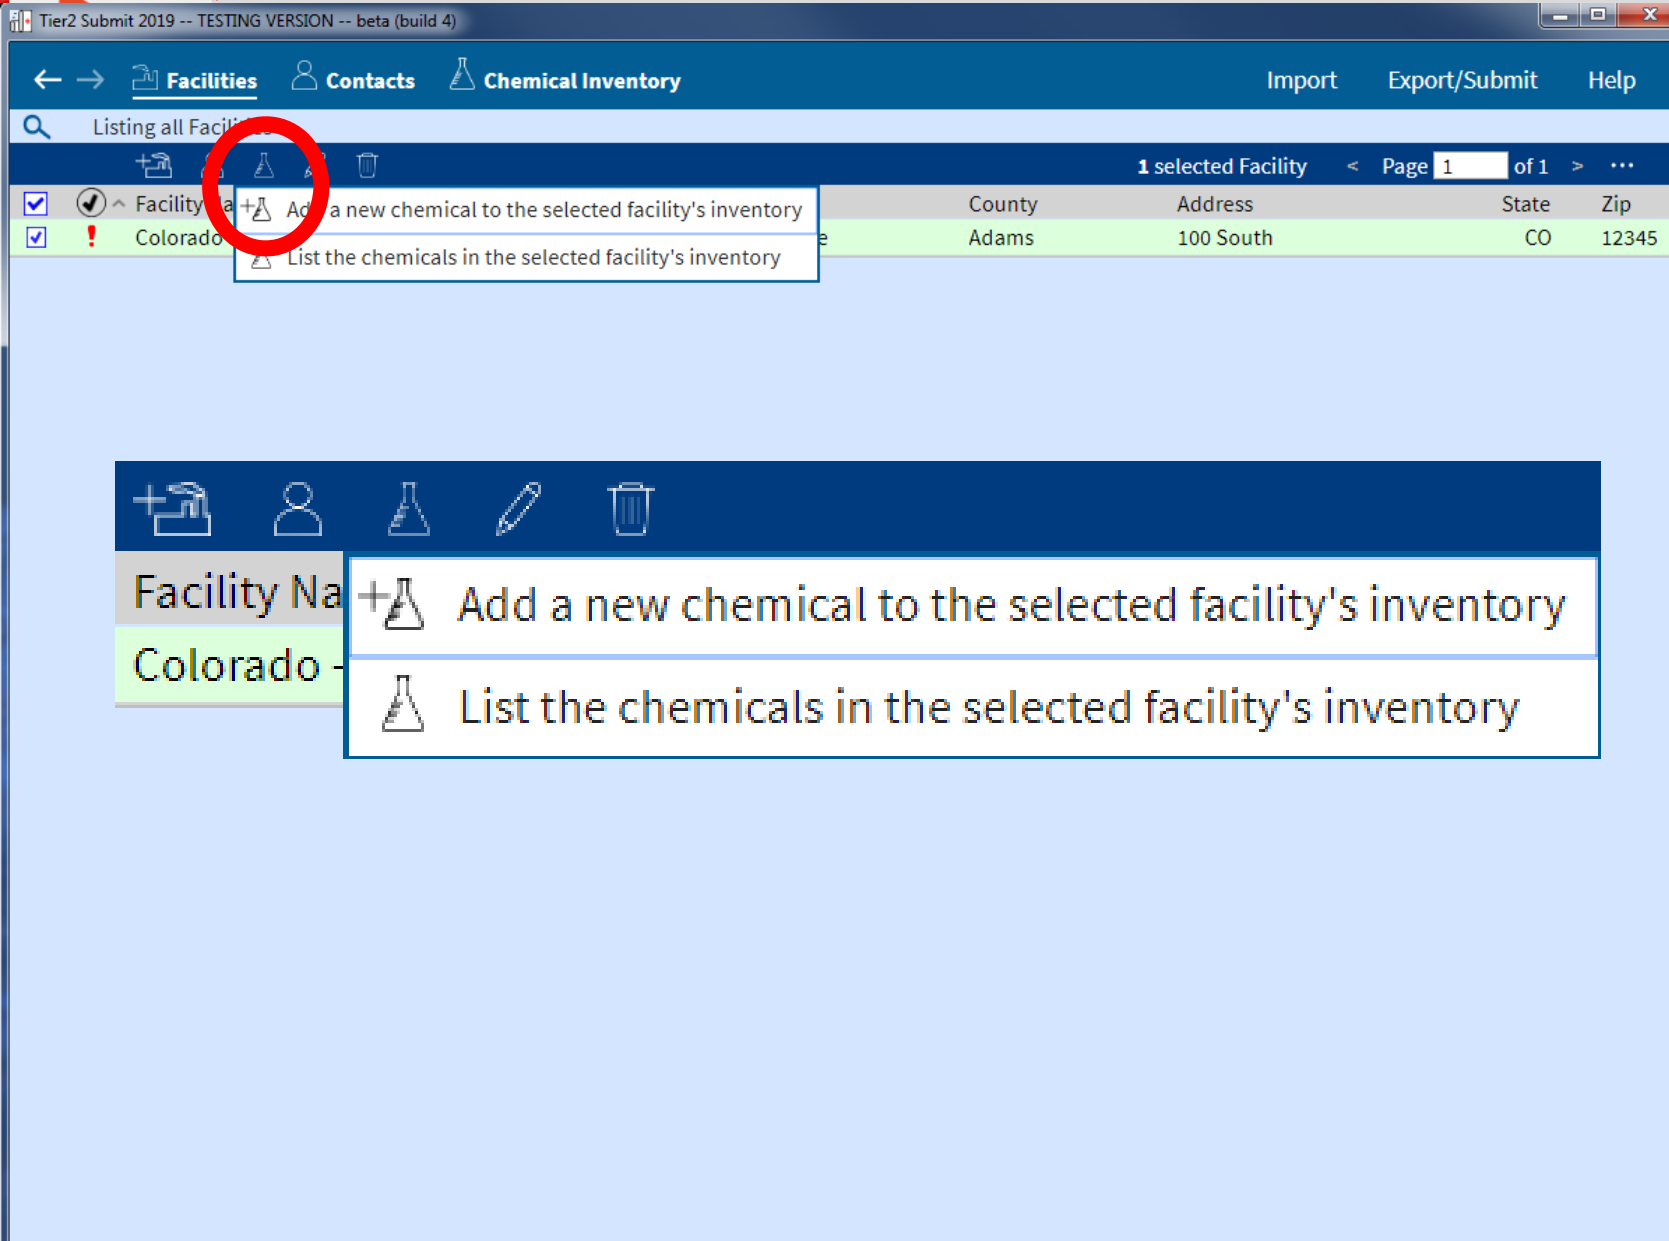 Tier2 Submit 2019 -- TESTING VERSION -- beta (build 4)
Facilities Contacts Chemical Inventory Import Export/Submit Help
Listing all
1 selected Facility < Page 1 of 1 > ...
Facility County Address State Zip
Add a new chemical to the selected facility's inventory
Colorado Adams 100 South CO 12345
List the chemicals in the selected facility's inventory
Facility Na
Add a new chemical to the selected facility's inventory
Colorado -
List the chemicals in the selected facility's inventory